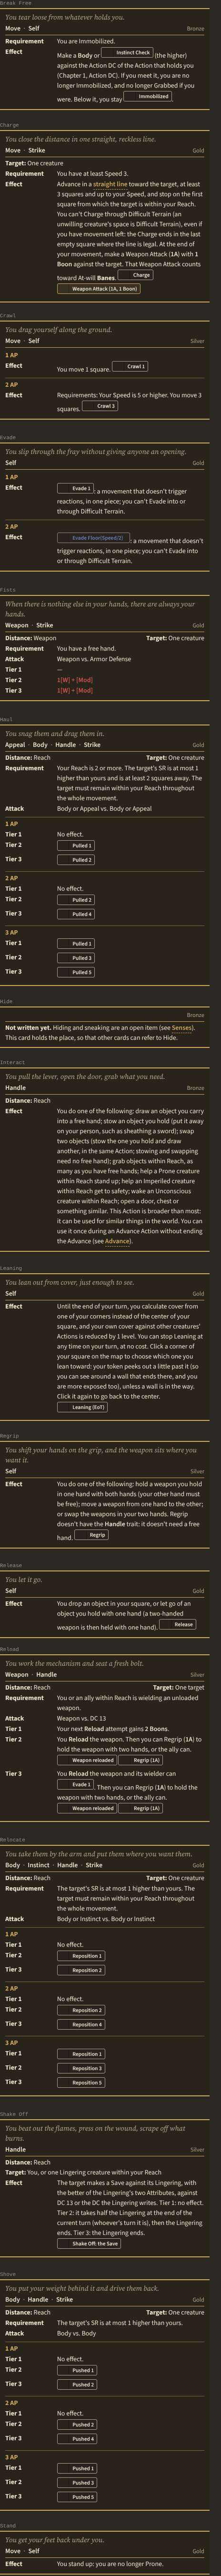 Break Free
You tear loose from whatever holds you.
Move · Self Bronze
Requirement You are Immobilized.
Effect Make a Body or Instinct Check (the higher)
against the Action DC of the Action that holds you
(Chapter 1, Action DC). If you meet it, you are no
longer Immobilized, and no longer Grabbed if you
were. Below it, you stay Immobilized.
Charge
You close the distance in one straight, reckless line.
Move · Strike Gold
Target: One creature
Requirement You have at least Speed 3.
Effect Advance in a straight line toward the target, at least
3 squares and up to your Speed, and stop on the first
square from which the target is within your Reach.
You can't Charge through Difficult Terrain (an
unwilling creature's space is Difficult Terrain), even if
you have movement left: the Charge ends in the last
empty square where the line is legal. At the end of
your movement, make a Weapon Attack (1A) with 1
Boon against the target. That Weapon Attack counts
toward At-will Banes. Charge
Weapon Attack (1A, 1 Boon)
Crawl
You drag yourself along the ground.
Move · Self Silver
1 AP
Effect You move 1 square. Crawl 1
2 AP
Effect Requirements: Your Speed is 5 or higher. You move 3
squares. Crawl 3
Evade
You slip through the fray without giving anyone an opening.
Self Gold
1 AP
Effect Evade 1: a movement that doesn't trigger
reactions, in one piece; you can't Evade into or
through Difficult Terrain.
2 AP
Effect Evade Floor(Speed/2): a movement that doesn't
trigger reactions, in one piece; you can't Evade into
or through Difficult Terrain.
Fists
When there is nothing else in your hands, there are always your
hands.
Weapon · Strike Gold
Distance: Weapon Target: One creature
Requirement You have a free hand.
Attack Weapon vs. Armor Defense
Tier 1 —
Tier 2 1[W] + [Mod]
Tier 3 1[W] + [Mod]
Haul
You snag them and drag them in.
Appeal · Body · Handle · Strike Gold
Distance: Reach Target: One creature
Requirement Your Reach is 2 or more. The target's SR is at most 1
higher than yours and is at least 2 squares away. The
target must remain within your Reach throughout
the whole movement.
Attack Body or Appeal vs. Body or Appeal
1 AP
Tier 1 No effect.
Tier 2 Pulled 1
Tier 3 Pulled 2
2 AP
Tier 1 No effect.
Tier 2 Pulled 2
Tier 3 Pulled 4
3 AP
Tier 1 Pulled 1
Tier 2 Pulled 3
Tier 3 Pulled 5
Hide
Bronze
Not written yet. Hiding and sneaking are an open item (see Senses).
This card holds the place, so that other cards can refer to Hide.
Interact
You pull the lever, open the door, grab what you need.
Handle Bronze
Distance: Reach
Effect You do one of the following: draw an object you carry
into a free hand; stow an object you hold (put it away
on your person, such as sheathing a sword); swap
two objects (stow the one you hold and draw
another, in the same Action; stowing and swapping
need no free hand); grab objects within Reach, as
many as you have free hands; help a Prone creature
within Reach stand up; help an Imperiled creature
within Reach get to safety; wake an Unconscious
creature within Reach; open a door, chest or
something similar. This Action is broader than most:
it can be used for similar things in the world. You can
use it once during an Advance Action without ending
the Advance (see Advance).
Leaning
You lean out from cover, just enough to see.
Self Gold
Effect Until the end of your turn, you calculate cover from
one of your corners instead of the center of your
square, and your own cover against other creatures'
Actions is reduced by 1 level. You can stop Leaning at
any time on your turn, at no cost. Click a corner of
your square on the map to choose which one you
lean toward: your token peeks out a little past it (so
you can see around a wall that ends there, and you
are more exposed too), unless a wall is in the way.
Click it again to go back to the center.
Leaning (EoT)
Regrip
You shift your hands on the grip, and the weapon sits where you
want it.
Self Silver
Effect You do one of the following: hold a weapon you hold
in one hand with both hands (your other hand must
be free); move a weapon from one hand to the other;
or swap the weapons in your two hands. Regrip
doesn't have the Handle trait: it doesn't need a free
hand. Regrip
Release
You let it go.
Self Gold
Effect You drop an object in your square, or let go of an
object you hold with one hand (a two-handed
weapon is then held with one hand). Release
Reload
You work the mechanism and seat a fresh bolt.
Weapon · Handle Gold
Distance: Reach Target: One target
Requirement You or an ally within Reach is wielding an unloaded
weapon.
Attack Weapon vs. DC 13
Tier 1 Your next Reload attempt gains 2 Boons.
Tier 2 You Reload the weapon. Then you can Regrip (1A) to
hold the weapon with two hands, or the ally can.
Weapon reloaded Regrip (1A)
Tier 3 You Reload the weapon and its wielder can
Evade 1. Then you can Regrip (1A) to hold the
weapon with two hands, or the ally can.
Weapon reloaded Regrip (1A)
Relocate
You take them by the arm and put them where you want them.
Body · Instinct · Handle · Strike Gold
Distance: Reach Target: One creature
Requirement The target's SR is at most 1 higher than yours. The
target must remain within your Reach throughout
the whole movement.
Attack Body or Instinct vs. Body or Instinct
1 AP
Tier 1 No effect.
Tier 2 Reposition 1
Tier 3 Reposition 2
2 AP
Tier 1 No effect.
Tier 2 Reposition 2
Tier 3 Reposition 4
3 AP
Tier 1 Reposition 1
Tier 2 Reposition 3
Tier 3 Reposition 5
Shake Off
You beat out the flames, press on the wound, scrape off what
burns.
Handle Silver
Distance: Reach
Target: You, or one Lingering creature within your Reach
Effect The target makes a Save against its Lingering, with
the better of the Lingering's two Attributes, against
DC 13 or the DC the Lingering writes. Tier 1: no effect.
Tier 2: it takes half the Lingering at the end of the
current turn (whoever's turn it is), then the Lingering
ends. Tier 3: the Lingering ends.
Shake Off: the Save
Shove
You put your weight behind it and drive them back.
Body · Handle · Strike Gold
Distance: Reach Target: One creature
Requirement The target's SR is at most 1 higher than yours.
Attack Body vs. Body
1 AP
Tier 1 No effect.
Tier 2 Pushed 1
Tier 3 Pushed 2
2 AP
Tier 1 No effect.
Tier 2 Pushed 2
Tier 3 Pushed 4
3 AP
Tier 1 Pushed 1
Tier 2 Pushed 3
Tier 3 Pushed 5
Stand
You get your feet back under you.
Move · Self Gold
Effect You stand up: you are no longer Prone.